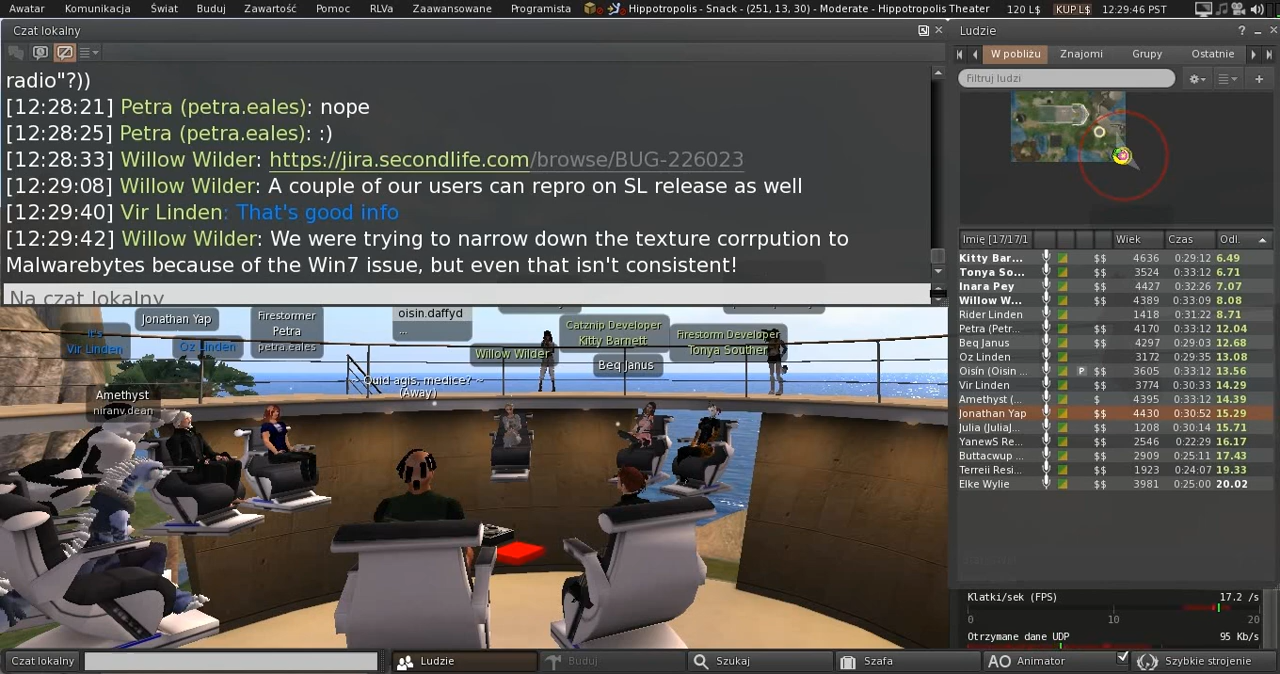 Awatar Komunikacja Świat Buduj Zawartość Pomoc RLVa Zaawansowane Programista Hippotropolis - Snack - (251, 13, 30) - Moderate - Hippotropolis Theater 120 L$ KUP L$ 12:29:46 PST
Czat lokalny
radio"?))
[12:28:21] Petra (petra.eales): nope
[12:28:25] Petra (petra.eales): :)
[12:28:33] Willow Wilder: https://jira.secondlife.com/browse/BUG-226023
[12:29:08] Willow Wilder: A couple of our users can repro on SL release as well
[12:29:40] Vir Linden: That's good info
[12:29:42] Willow Wilder: We were trying to narrow down the texture corrpution to
Malwarebytes because of the Win7 issue, but even that isn't consistent!
Na czat lokalny
Ludzie
W pobliżu Znajomi Grupy Ostatnie
Filtruj ludzi
Imię [17/17/1 Wiek Czas Odl.
Kitty Bar... $$ 4636 0:29:12 6.49
Tonya So... $$ 3524 0:33:12 6.71
Inara Pey $$ 4427 0:32:26 7.07
Willow W... $$ 4389 0:33:09 8.08
Rider Linden 1418 0:31:22 8.71
Petra (Petr... $$ 4170 0:33:12 12.04
Beq Janus $$ 4297 0:29:03 12.68
Oz Linden 3172 0:29:35 13.08
Oisín (Oisin ... P $$ 3605 0:33:12 13.56
Vir Linden $$ 3774 0:30:33 14.29
Amethyst (... $ 4395 0:33:12 14.39
Jonathan Yap $$ 4430 0:30:52 15.29
Julia (JuliaJ... $$ 1208 0:30:14 15.71
YanewS Re... $$ 2546 0:22:29 16.17
Buttacwup ... $$ 2909 0:25:11 17.43
Terreii Resi... $$ 1923 0:24:07 19.33
Elke Wylie $$ 3981 0:25:00 20.02
It's
Vir Linden
Jonathan Yap
Oz Linden
Firestormer
Petra
petra.eales
oisin.daffyd
...
Willow Wilder
Catznip Developer
Kitty Barnett
Beq Janus
Firestorm Developer
Tonya Souther
~ Quid agis, medice? ~
(Away)
Amethyst
nirany.dean
Klatki/sek (FPS) 17.2 /s
0 10 20
Otrzymane dane UDP 95 Kb/s
Czat lokalny Ludzie Buduj Szukaj Szafa AO Animator Szybkie strojenie